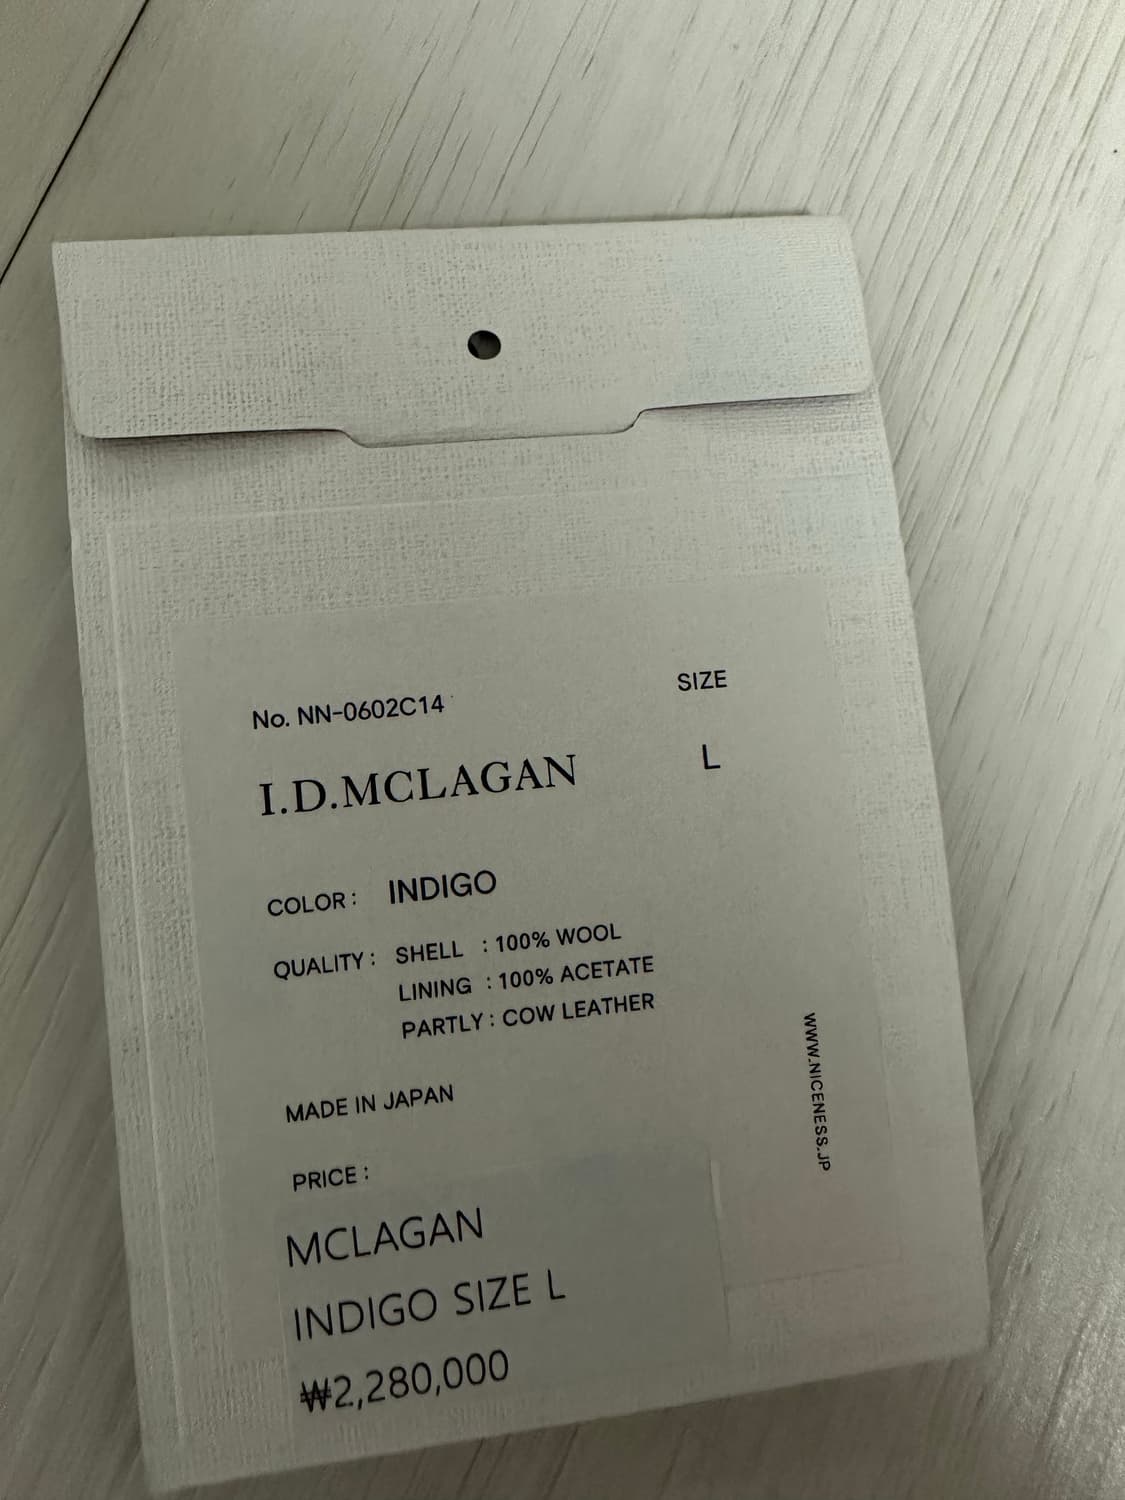 No. NN-0602C14
SIZE
I.D.MCLAGAN
L
COLOR : INDIGO
QUALITY : SHELL : 100% WOOL
LINING : 100% ACETATE
PARTLY : COW LEATHER
MADE IN JAPAN
WWW.NICENESS.JP
PRICE :
MCLAGAN
INDIGO SIZE L
₩2,280,000